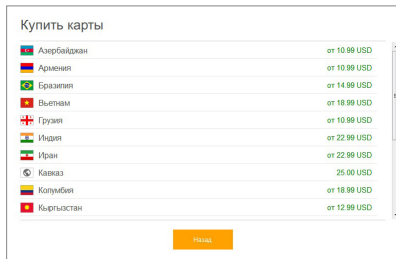 Купить карты
Азербайджан от 10.99 USD
Армения от 10.99 USD
Бразилия от 14.99 USD
Вьетнам от 18.99 USD
Грузия от 10.99 USD
Индия от 22.99 USD
Иран от 22.99 USD
Кавказ 25.00 USD
Колумбия от 18.99 USD
Кыргызстан от 12.99 USD
Назад